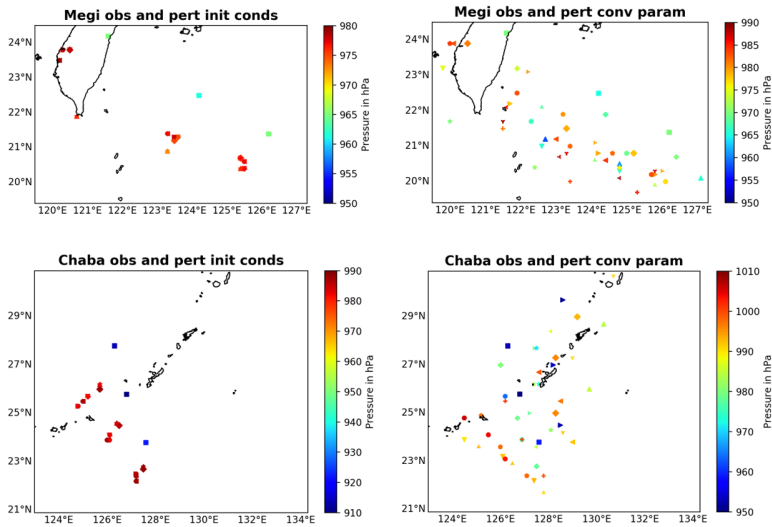 Megi obs and pert init conds
24°N
23°N
22°N
21°N
20°N
120°E 121°E 122°E 123°E 124°E 125°E 126°E 127°E
980
975
970
965
960
955
950
Pressure in hPa
Megi obs and pert conv param
24°N
23°N
22°N
21°N
20°N
120°E 121°E 122°E 123°E 124°E 125°E 126°E 127°E
990
985
980
975
970
965
960
955
950
Pressure in hPa
Chaba obs and pert init conds
29°N
27°N
25°N
23°N
21°N
124°E 126°E 128°E 130°E 132°E 134°E
990
980
970
960
950
940
930
920
910
Pressure in hPa
Chaba obs and pert conv param
29°N
27°N
25°N
23°N
21°N
124°E 126°E 128°E 130°E 132°E 134°E
1010
1000
990
980
970
960
950
Pressure in hPa